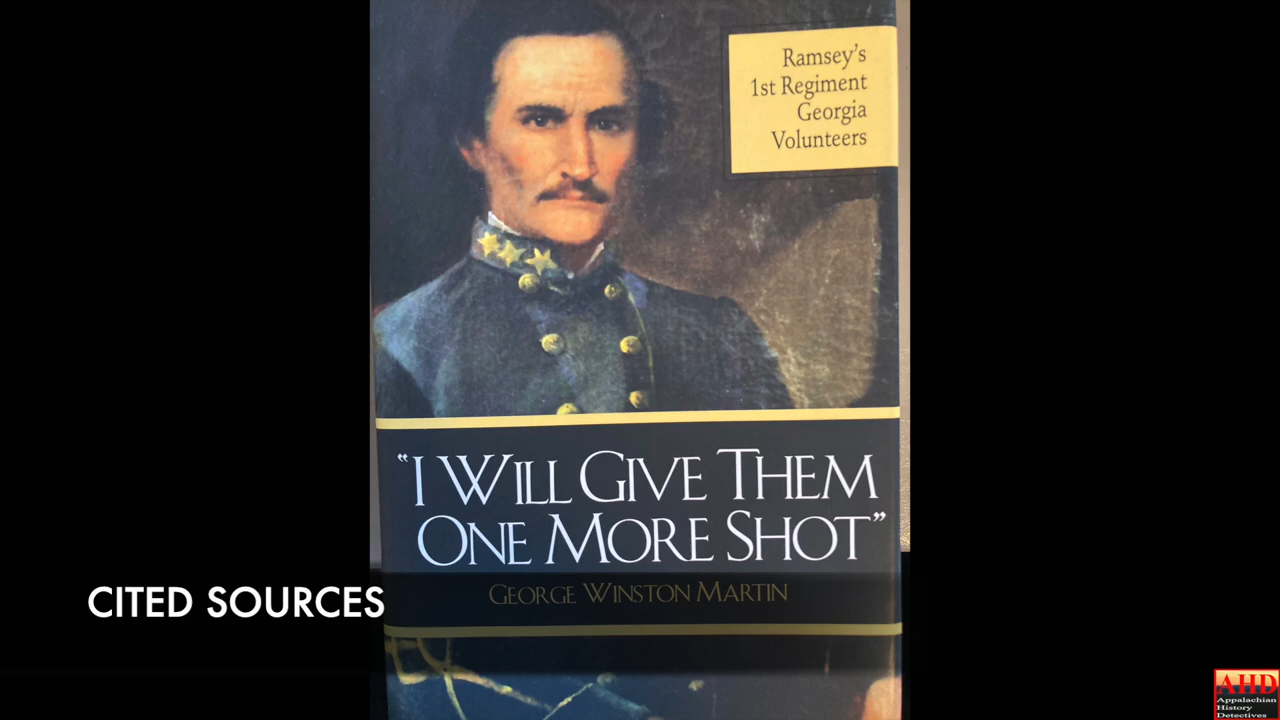 Ramsey's
1st Regiment
Georgia
Volunteers
"I WILL GIVE THEM
ONE MORE SHOT"
GEORGE WINSTON MARTIN
CITED SOURCES
AHD
Appalachian
History
Detectives